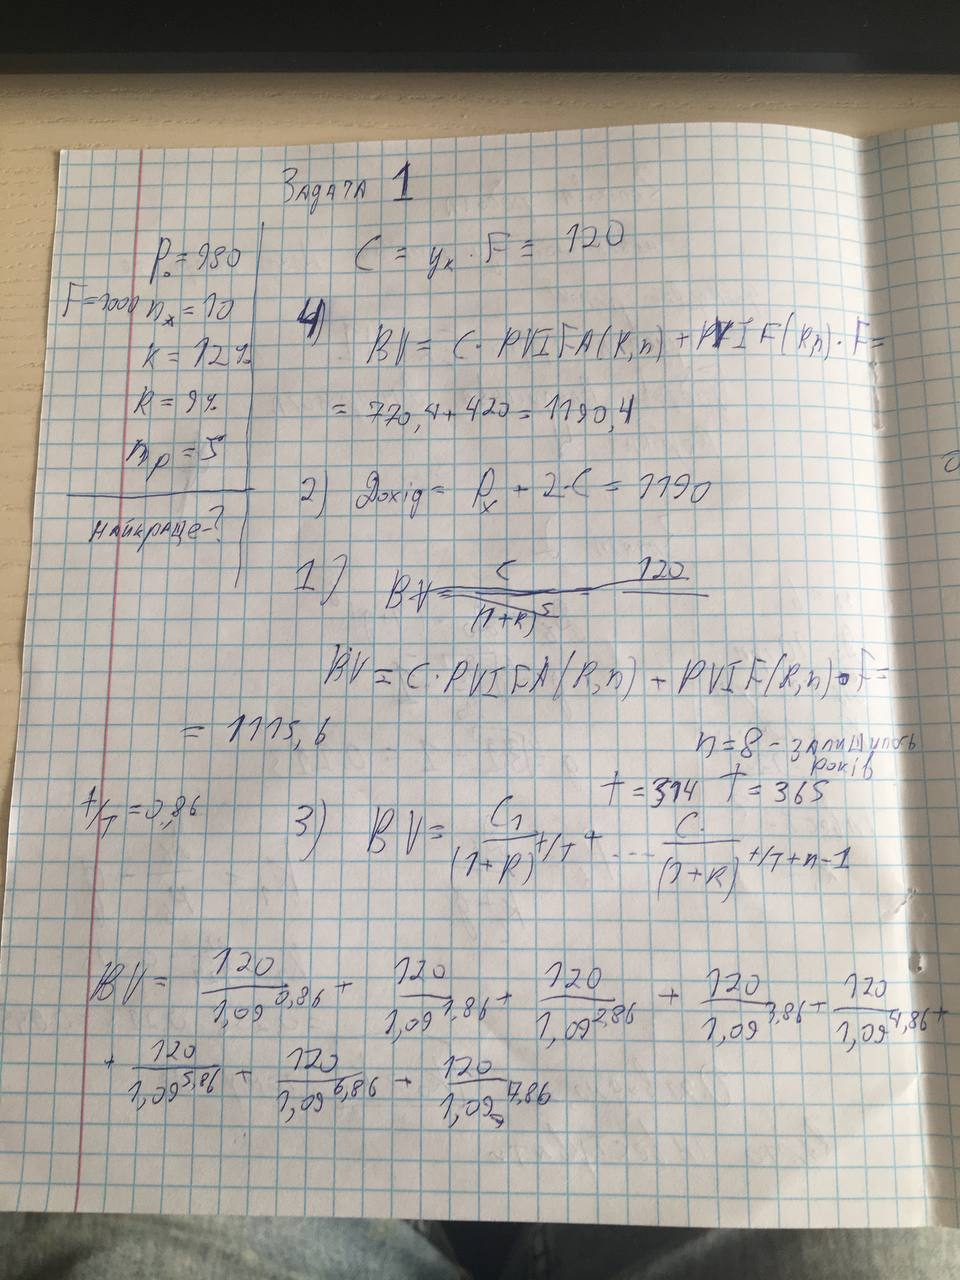 Задача 1
P₀ = 980
F = 1000 nₓ = 10
k = 12%
R = 9%
np = 5
найкраще - ?
C = yₖ · F = 120
4) BV = C · PVIFA(R,n) + PVIF(R,n) · F =
= 770,4 + 420 = 1190,4
2) Дохід = Pₓ + 2·C = 1190
1) BV = C/(1+R)⁵ = 120
BV = C · PVIFA(R,n) + PVIF(R,n) · F =
= 1115,6
n = 8 - залишилось
років
t = 314 T = 365
t/T = 0,86
3) BV = C₁/(1+R)^t/T + ... C./(1+R)^t/T+n-1
BV = 120/1,09^0,86 + 120/1,09^1,86 + 120/1,09^2,86 + 120/1,09^3,86 + 120/1,09^4,86 +
+ 120/1,09^5,86 + 120/1,09^6,86 + 120/1,09^7,86